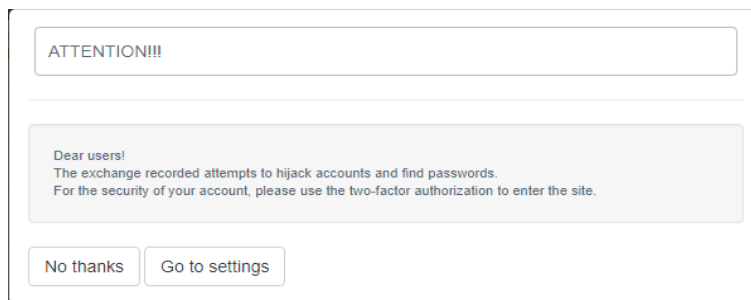 ATTENTION!!!
Dear users!
The exchange recorded attempts to hijack accounts and find passwords.
For the security of your account, please use the two-factor authorization to enter the site.
No thanks
Go to settings